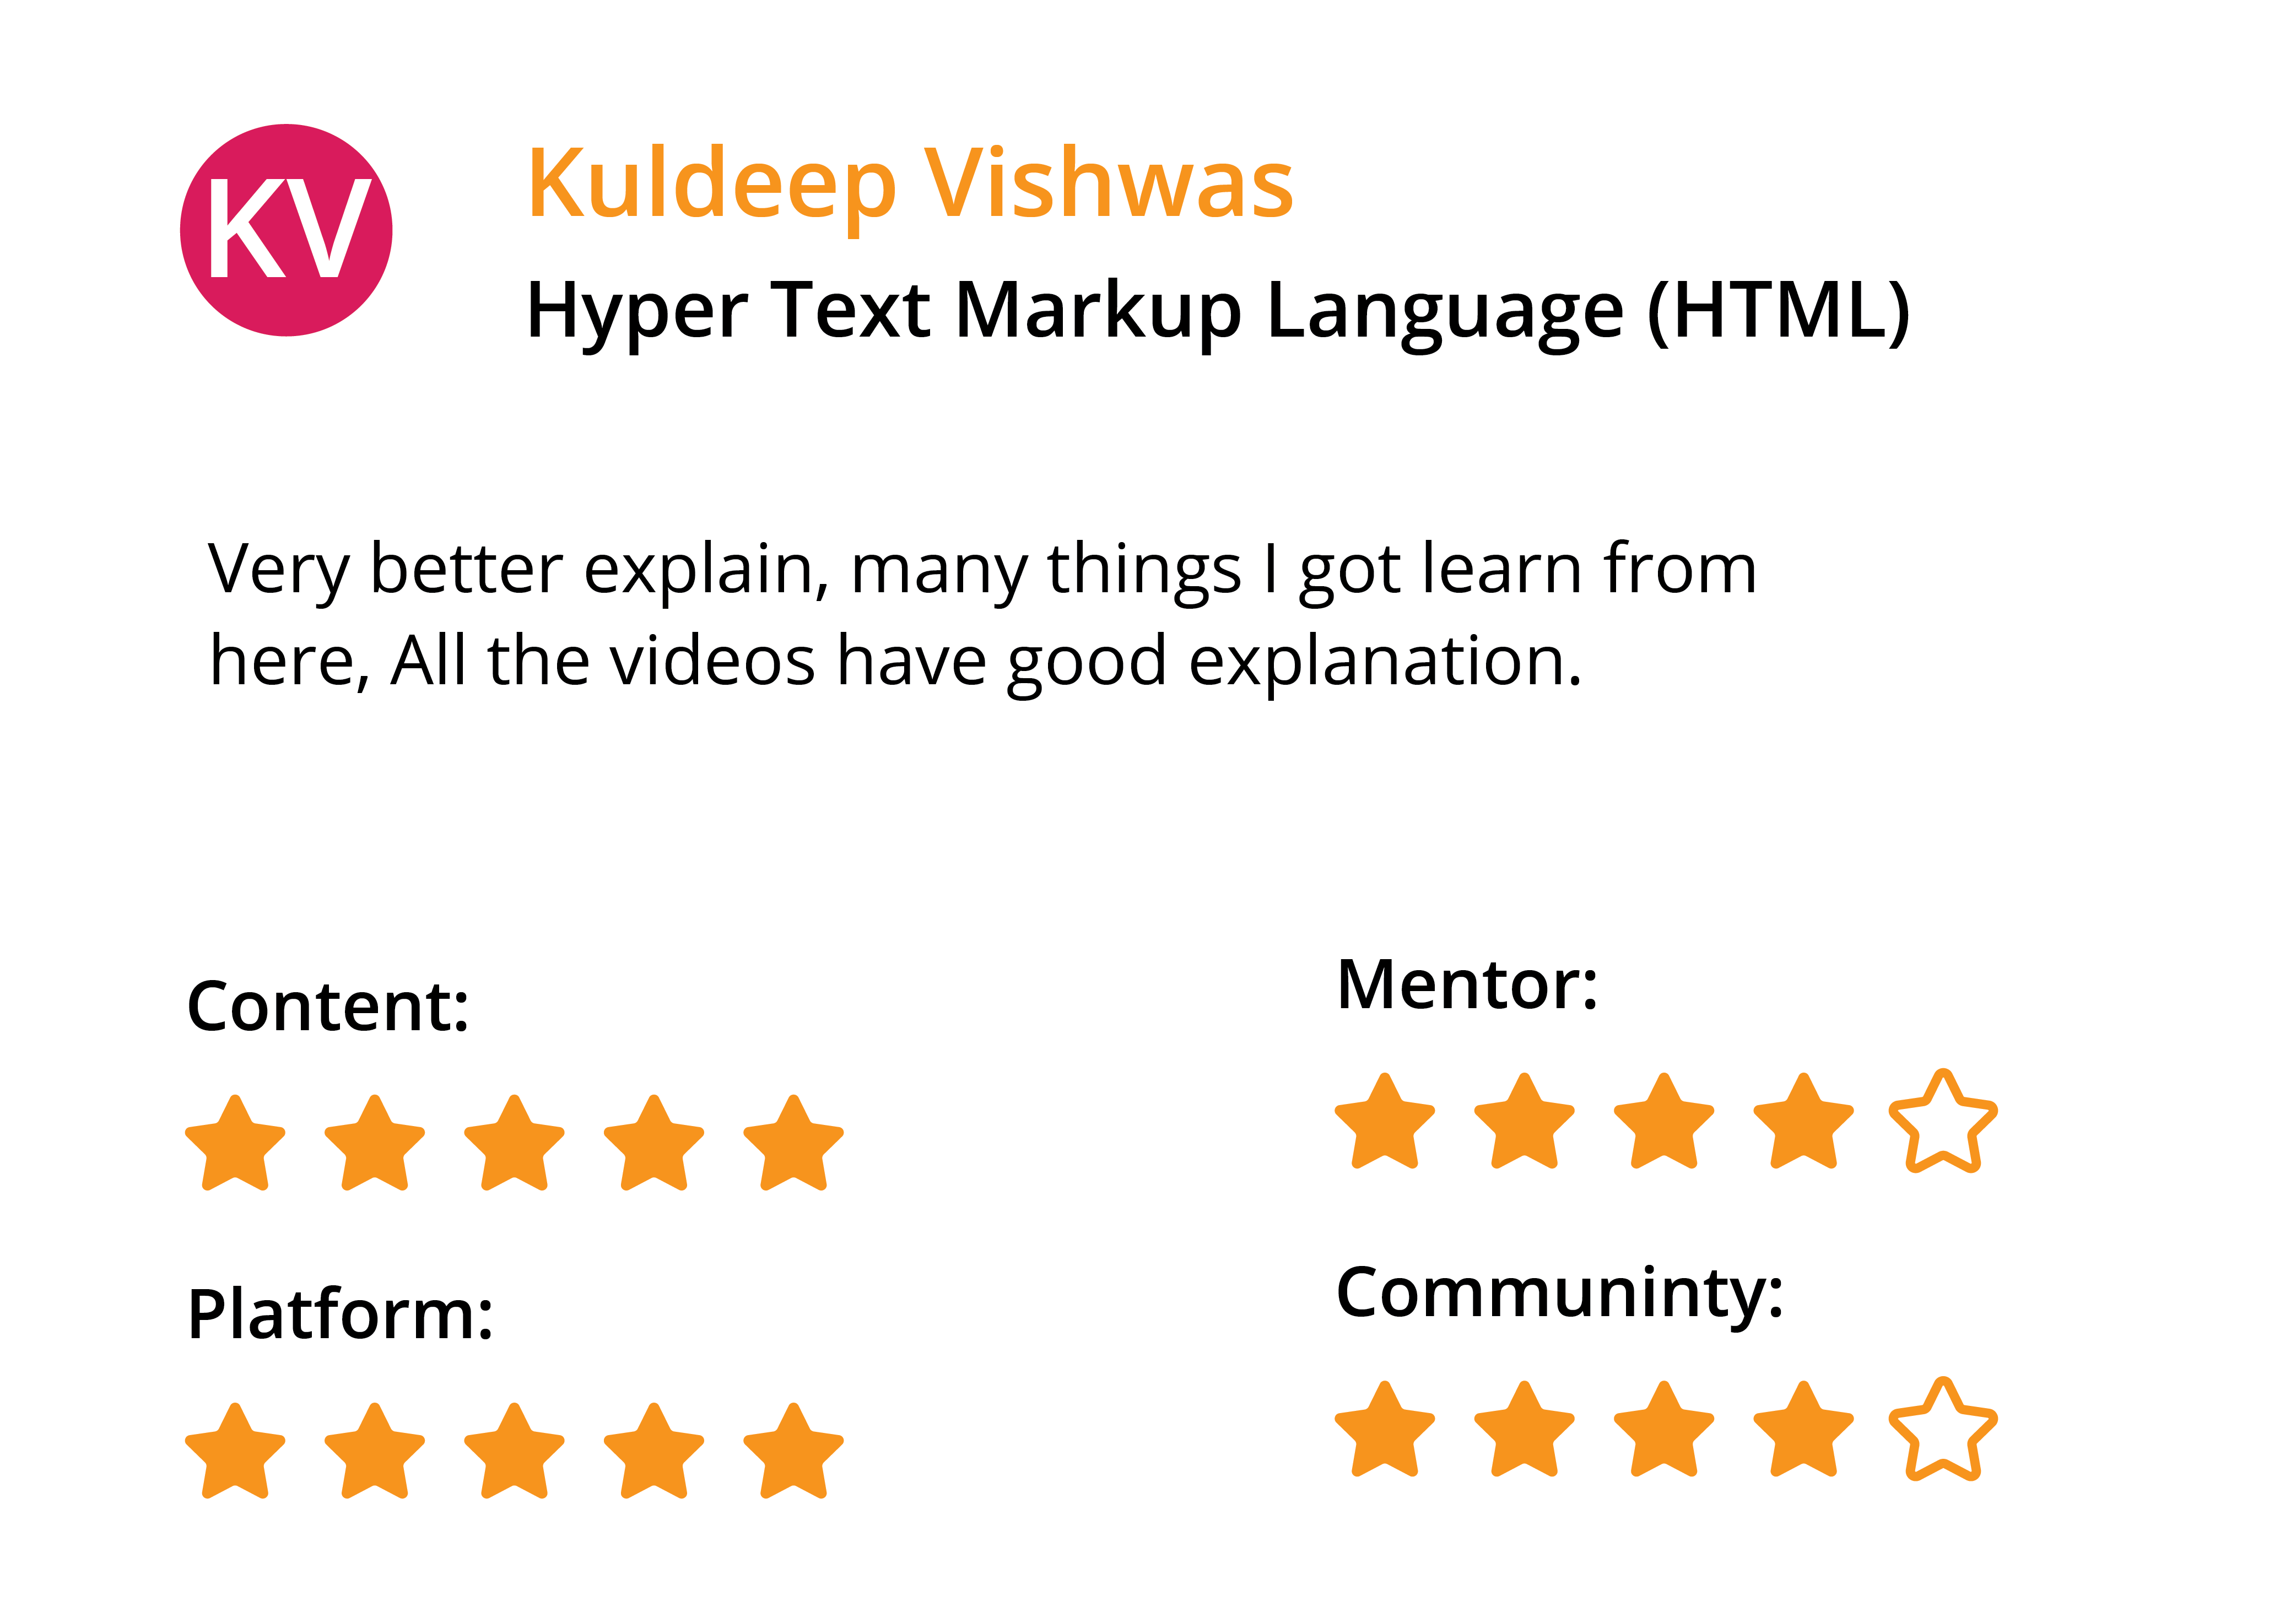 KV
Kuldeep Vishwas
Hyper Text Markup Language (HTML)
Very better explain, many things I got learn from
here, All the videos have good explanation.
Content:
Mentor:
Platform:
Communinty: